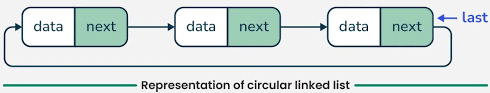 data next data next data next last
Representation of circular linked list